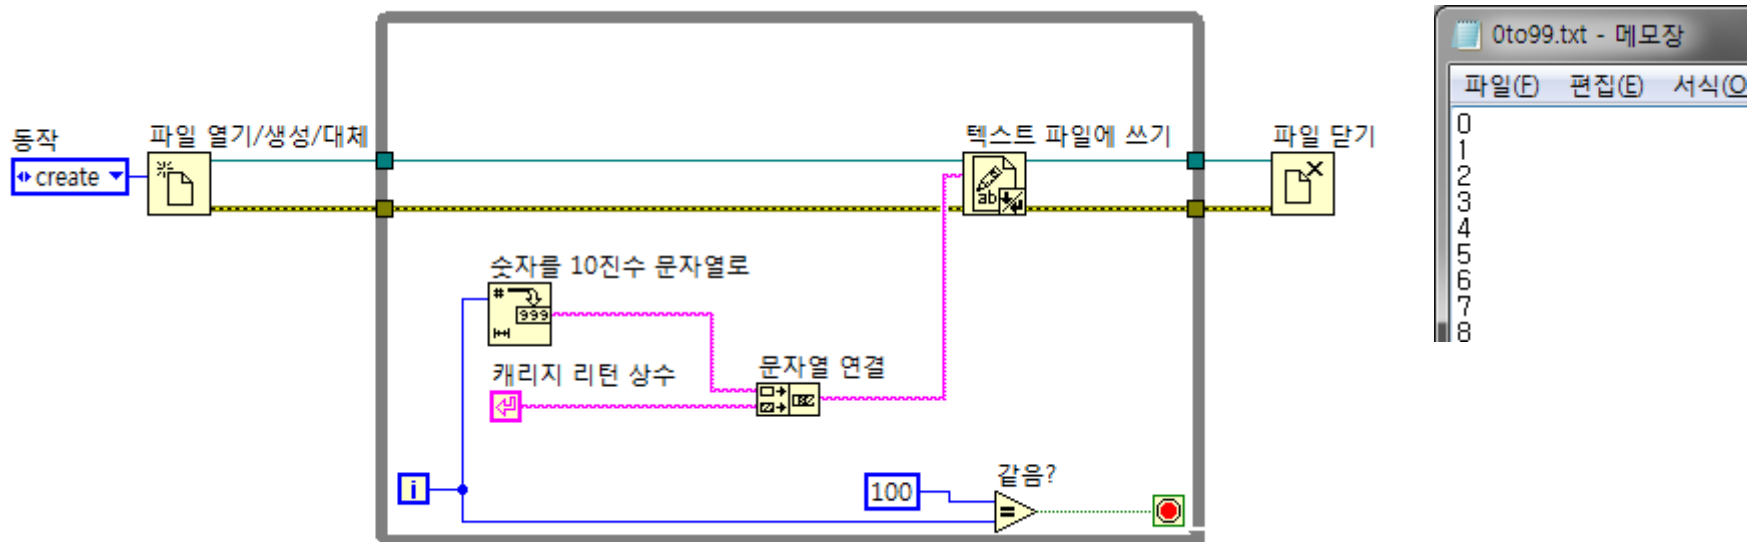 동작
create
파일 열기/생성/대체
텍스트 파일에 쓰기
ab
파일 닫기
숫자를 10진수 문자열로
#
999
캐리지 리턴 상수
문자열 연결
i
100
같음?
=
0to99.txt - 메모장
파일(F) 편집(E) 서식(O
0
1
2
3
4
5
6
7
8